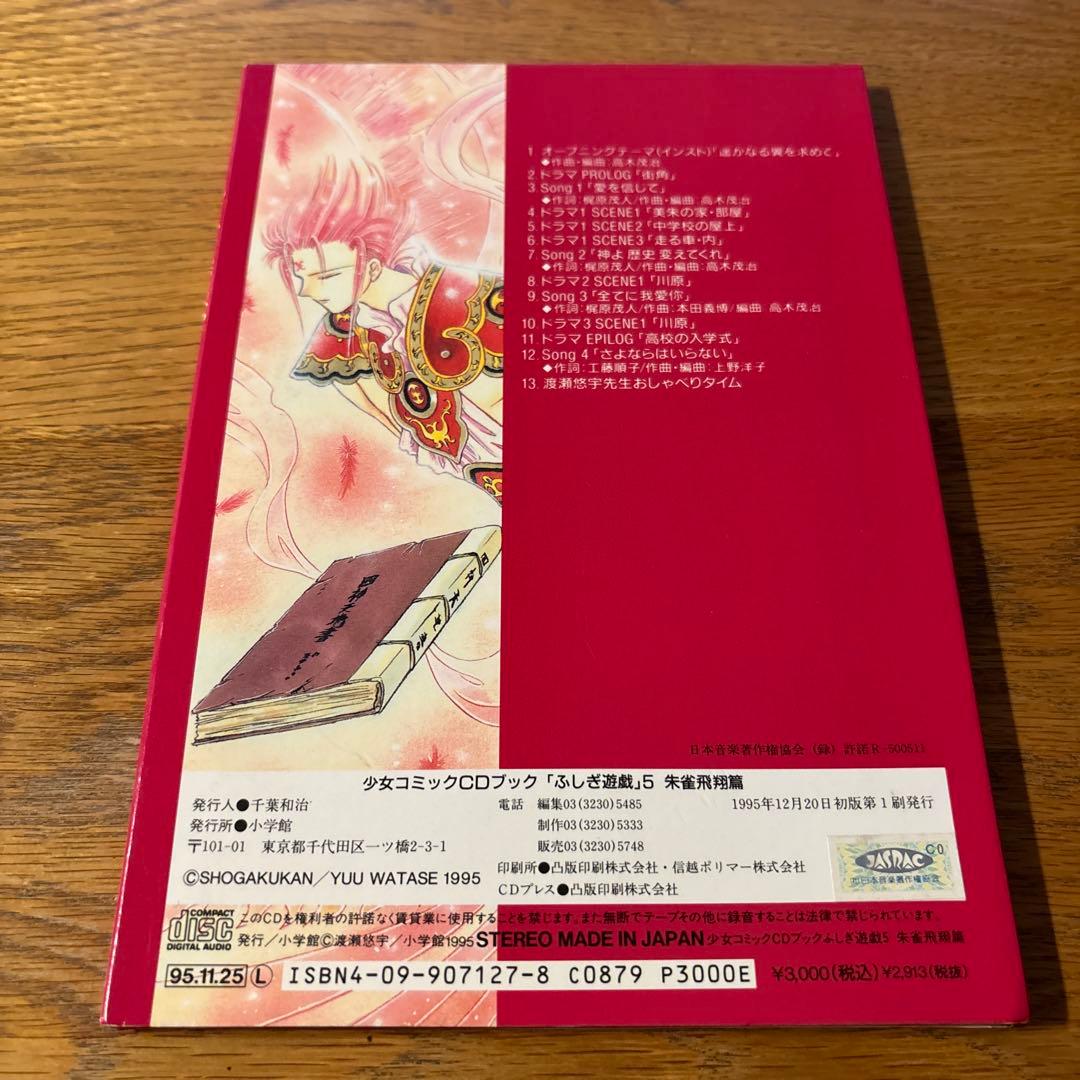 1 オープニングテーマ(インスト)「遙かなる翼を求めて」
◆作曲・編曲:高木茂治
2.ドラマ PROLOG「街角」
3.Song 1「愛を信して」
◆作詞:梶原茂人/作曲・編曲 高木茂治
4 ドラマ1 SCENE1「美朱の家・部屋」
5.ドラマ1 SCENE2「中学校の屋上」
6 ドラマ1 SCENE3「走る車・内」
7.Song 2「神よ 歴史 変えてくれ」
◆作詞:梶原茂人/作曲・編曲:高木茂治
8.ドラマ2 SCENE1「川原」
9.Song 3「全てに我愛你」
◆作詞:梶原茂人/作曲:本田義博/編曲 高木茂治
10.ドラマ3 SCENE1「川原」
11.ドラマ EPILOG「高校の入学式」
12.Song 4「さよならはいらない」
◆作詞:工藤順子/作曲・編曲:上野洋子
13.渡瀬悠宇先生おしゃべりタイム
四神天地書
四神天地書
日本音楽著作権協会(録)許諾R-500511
少女コミックCDブック「ふしぎ遊戯」5 朱雀飛翔篇
発行人●千葉和治
発行所●小学館
〒101-01 東京都千代田区一ツ橋2-3-1
©SHOGAKUKAN/YUU WATASE 1995
電話 編集03(3230)5485
制作03(3230)5333
販売03(3230)5748
印刷所●凸版印刷株式会社・信越ポリマー株式会社
CDプレス●凸版印刷株式会社
1995年12月20日初版第1刷発行
JASRAC
CO
日本音楽著作権協会
COMPACT
disc
DIGITAL AUDIO
このCDを権利者の許諾なく賃貸業に使用することを禁じます。また無断でテープその他に録音することは法律で禁じられています。
発行/小学館©渡瀬悠宇/小学館1995 STEREO MADE IN JAPAN 少女コミックCDブックふしぎ遊戯5 朱雀飛翔篇
95.11.25 L ISBN4-09-907127-8 C0879 P3000E ¥3,000(税込)¥2,913(税抜)